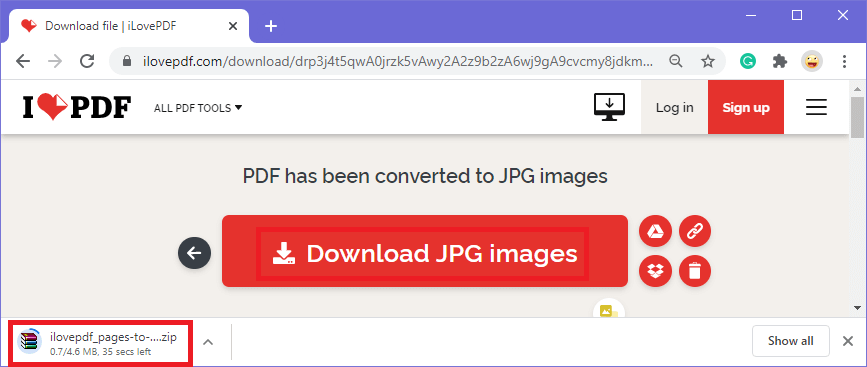 Download file | iLovePDF
ilovepdf.com/download/drp3j4t5qwA0jrzk5vAwy2A2z9b2zA6wj9gA9cvcmy8jdkm...
I PDF
ALL PDF TOOLS
Log in
Sign up
PDF has been converted to JPG images
Download JPG images
ilovepdf_pages-to-....zip
0.7/4.6 MB, 35 secs left
Show all